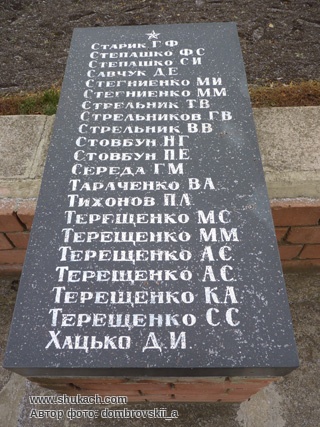 Старик Г Ф
Степашко Ф С
Степашко С И
Савчук Д Е
Стегниенко М И
Стегниенко М М
Стрельник Т В
Стрельников Г В
Стрельник В В
Стовбун Н Г
Стовбун П Е
Середа Г М
Тараченко В А
Тихонов П Л
Терещенко М С
Терещенко М М
Терещенко А С
Терещенко А С
Терещенко К А
Терещенко С С
Хацько Д И
www.shukach.com
Автор фото: dombrovskii_a